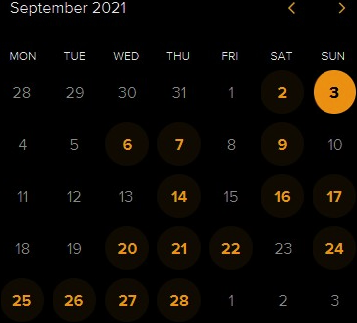 September 2021
MON TUE WED THU FRI SAT SUN
28 29 30 31 1 2 3
4 5 6 7 8 9 10
11 12 13 14 15 16 17
18 19 20 21 22 23 24
25 26 27 28 1 2 3